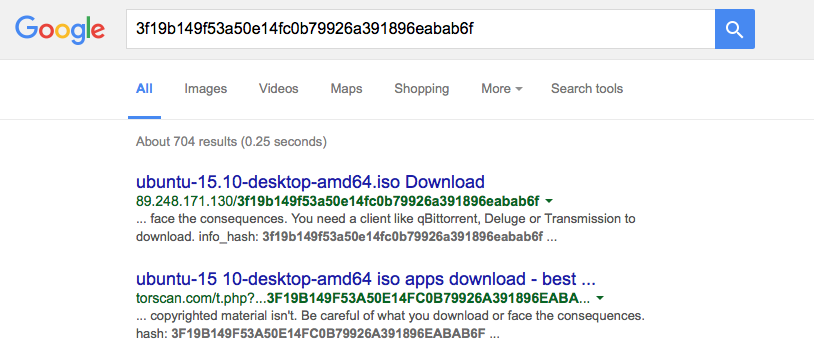 Google 3f19b149f53a50e14fc0b79926a391896eabab6f
All Images Videos Maps Shopping More Search tools
About 704 results (0.25 seconds)
ubuntu-15.10-desktop-amd64.iso Download
89.248.171.130/3f19b149f53a50e14fc0b79926a391896eabab6f
... face the consequences. You need a client like qBittorrent, Deluge or Transmission to
download. info_hash: 3f19b149f53a50e14fc0b79926a391896eabab6f ...
ubuntu-15 10-desktop-amd64 iso apps download - best ...
torscan.com/t.php?...3F19B149F53A50E14FC0B79926A391896EABA...
... copyrighted material isn't. Be careful of what you download or face the consequences.
hash: 3F19B149F53A50E14FC0B79926A391896EABAB6F ...